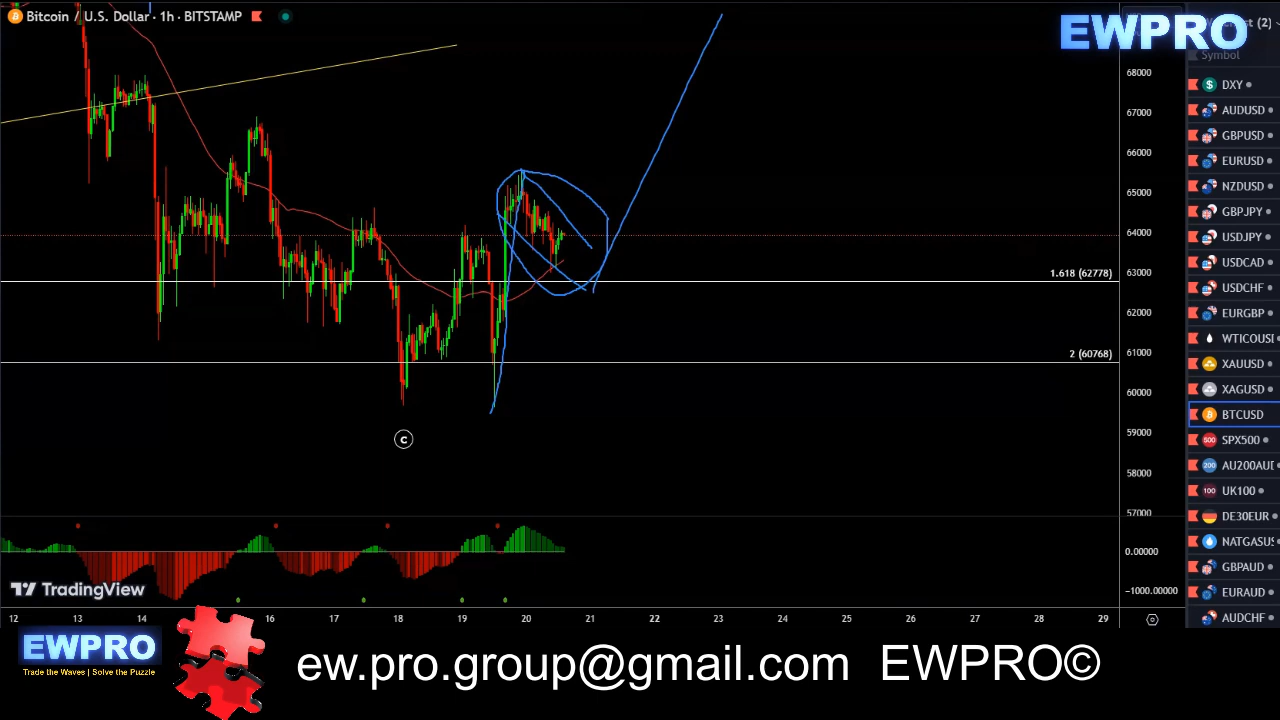 Bitcoin / U.S. Dollar · 1h · BITSTAMP
EWPRO
(2)
Symbol
68000
67000
66000
65000
64000
63000
62000
61000
60000
59000
58000
57000
0.00000
-1000.00000
1.618 (62778)
2 (60768)
c
DXY
AUDUSD
GBPUSD
EURUSD
NZDUSD
GBPJPY
USDJPY
USDCAD
USDCHF
EURGBP
WTICOUSI
XAUUSD
XAGUSD
BTCUSD
SPX500
AU200AUD
UK100
DE30EUR
NATGASUS
GBPAUD
EURAUD
AUDCHF
TradingView
12 13 14 16 17 18 19 20 21 22 23 24 25 26 27 28 29
EWPRO
Trade the Waves | Solve the Puzzle
ew.pro.group@gmail.com EWPRO©